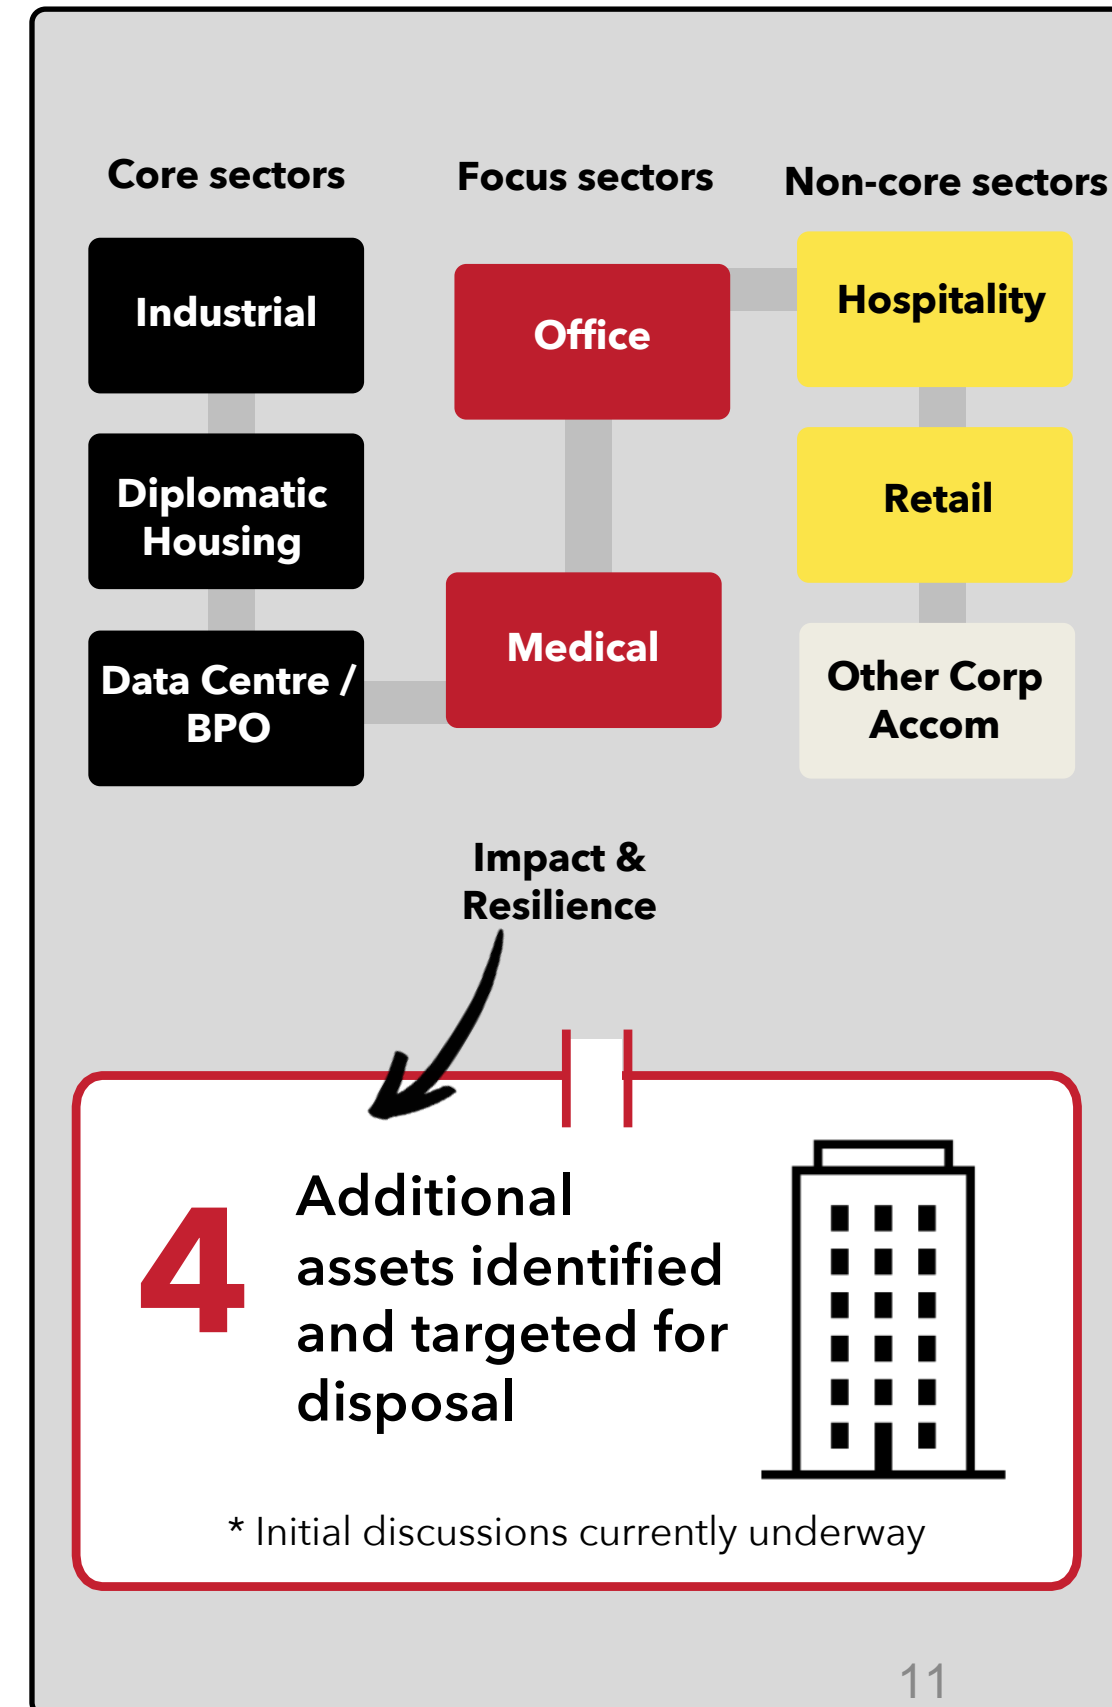 Core sectors
Focus sectors
Non-core sectors
Industrial
Diplomatic
Housing
Data Centre /
BPO
Office
Medical
Hospitality
Retail
Other Corp
Accom
Impact &
Resilience
4
Additional
assets identified
and targeted for
disposal
* Initial discussions currently underway
11